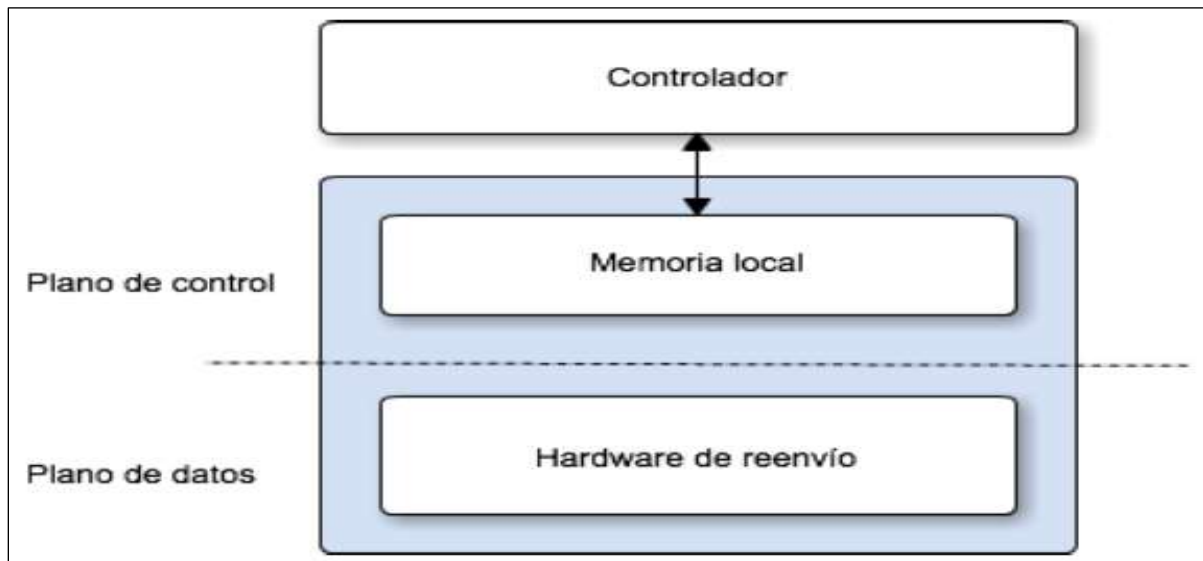 Controlador
Memoria local
Plano de control
Hardware de reenvío
Plano de datos